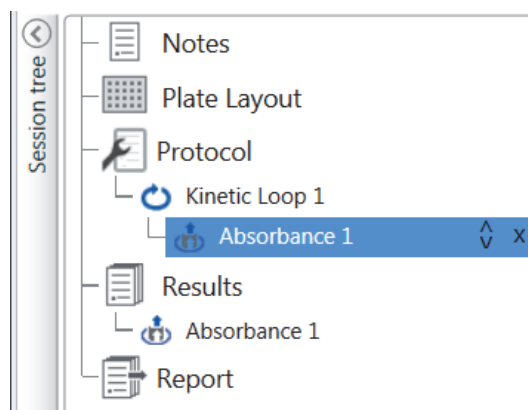 Session tree
Notes
Plate Layout
Protocol
Kinetic Loop 1
Absorbance 1 x
Results
Absorbance 1
Report